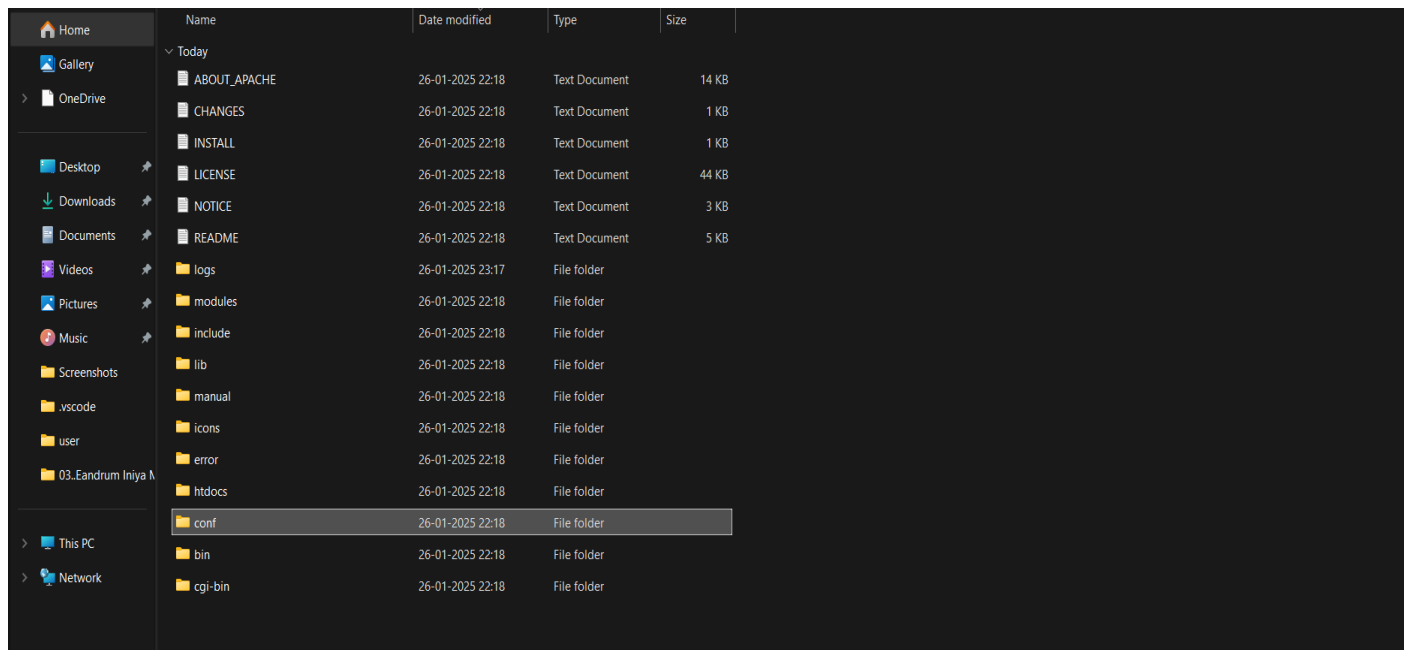 Name Date modified Type Size
Today
ABOUT_APACHE 26-01-2025 22:18 Text Document 14 KB
CHANGES 26-01-2025 22:18 Text Document 1 KB
INSTALL 26-01-2025 22:18 Text Document 1 KB
LICENSE 26-01-2025 22:18 Text Document 44 KB
NOTICE 26-01-2025 22:18 Text Document 3 KB
README 26-01-2025 22:18 Text Document 5 KB
logs 26-01-2025 23:17 File folder
modules 26-01-2025 22:18 File folder
include 26-01-2025 22:18 File folder
lib 26-01-2025 22:18 File folder
manual 26-01-2025 22:18 File folder
icons 26-01-2025 22:18 File folder
error 26-01-2025 22:18 File folder
htdocs 26-01-2025 22:18 File folder
conf 26-01-2025 22:18 File folder
bin 26-01-2025 22:18 File folder
cgi-bin 26-01-2025 22:18 File folder
Home
Gallery
OneDrive
Desktop
Downloads
Documents
Videos
Pictures
Music
Screenshots
.vscode
user
03..Eandrum Iniya
This PC
Network